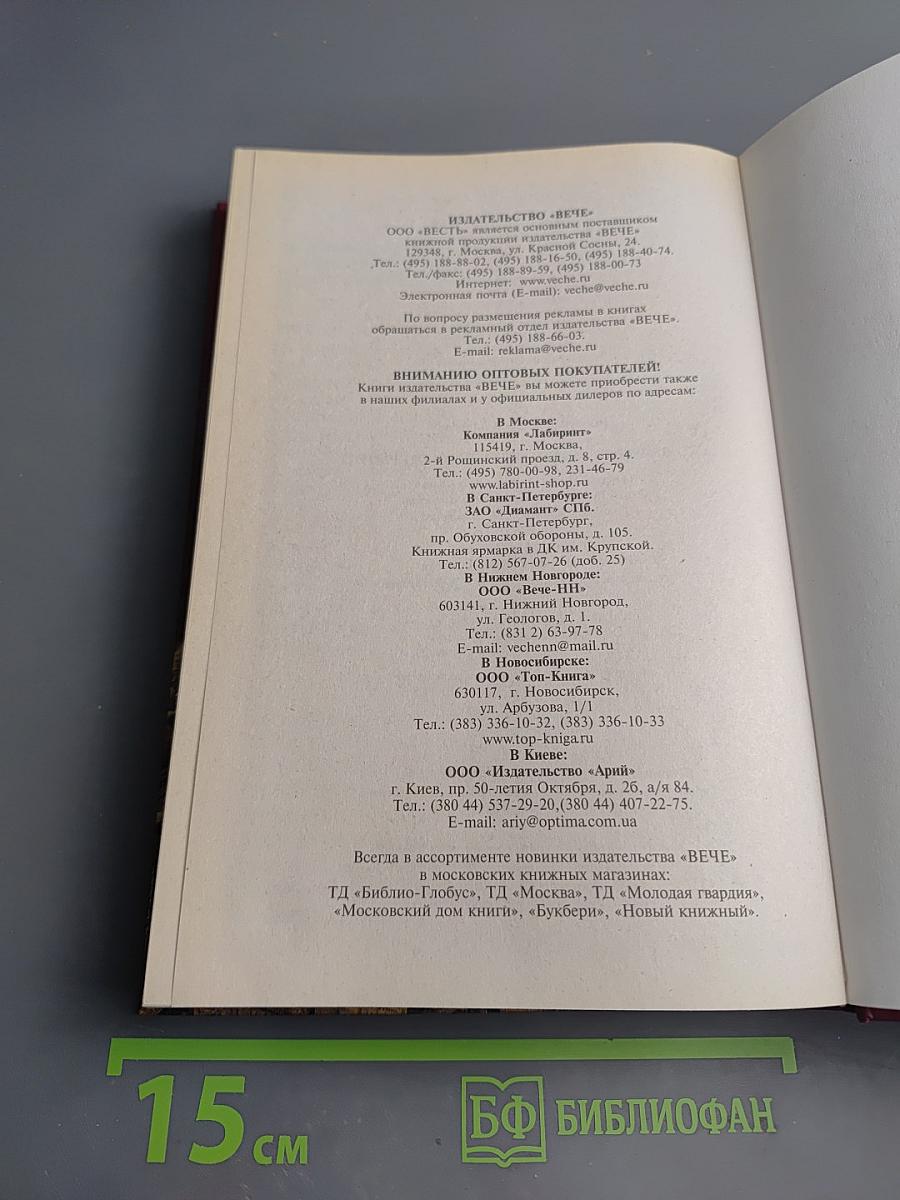 ИЗДАТЕЛЬСТВО «ВЕЧЕ»
ООО «ВЕСТЬ» является основным поставщиком
книжной продукции издательства «ВЕЧЕ»
129348, г. Москва, ул. Красной Сосны, 24.
Тел.: (495) 188-88-02, (495) 188-16-50, (495) 188-40-74.
Тел./факс: (495) 188-89-59, (495) 188-00-73
Интернет: www.veche.ru
Электронная почта (E-mail): veche@veche.ru
По вопросу размещения рекламы в книгах
обращаться в рекламный отдел издательства «ВЕЧЕ».
Тел.: (495) 188-66-03.
E-mail: reklama@veche.ru
ВНИМАНИЮ ОПТОВЫХ ПОКУПАТЕЛЕЙ!
Книги издательства «ВЕЧЕ» вы можете приобрести также
в наших филиалах и у официальных дилеров по адресам:
В Москве:
Компания «Лабиринт»
115419, г. Москва,
2-й Рощинский проезд, д. 8, стр. 4.
Тел.: (495) 780-00-98, 231-46-79
www.labirint-shop.ru
В Санкт-Петербурге:
ЗАО «Диамант» СПб.
г. Санкт-Петербург,
пр. Обуховской обороны, д. 105.
Книжная ярмарка в ДК им. Крупской.
Тел.: (812) 567-07-26 (доб. 25)
В Нижнем Новгороде:
ООО «Вече-НН»
603141, г. Нижний Новгород,
ул. Геологов, д. 1.
Тел.: (831 2) 63-97-78
E-mail: vechenn@mail.ru
В Новосибирске:
ООО «Топ-Книга»
630117, г. Новосибирск,
ул. Арбузова, 1/1
Тел.: (383) 336-10-32, (383) 336-10-33
www.top-kniga.ru
В Киеве:
ООО «Издательство «Арий»
г. Киев, пр. 50-летия Октября, д. 26, а/я 84.
Тел.: (380 44) 537-29-20,(380 44) 407-22-75.
E-mail: ariy@optima.com.ua
Всегда в ассортименте новинки издательства «ВЕЧЕ»
в московских книжных магазинах:
ТД «Библио-Глобус», ТД «Москва», ТД «Молодая гвардия»,
«Московский дом книги», «Букбери», «Новый книжный».
15 см
БФ БИБЛИОФАН